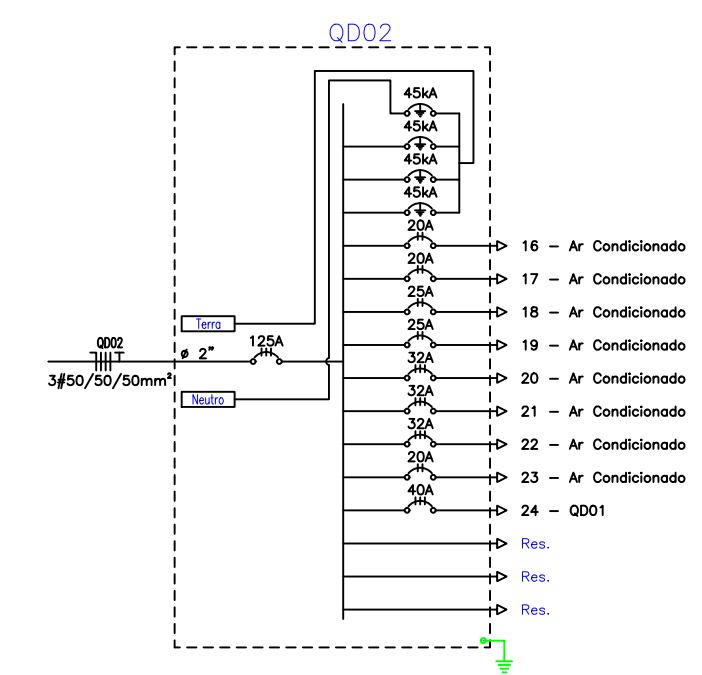 QD02
45kA
45kA
45kA
45kA
20A
16 - Ar Condicionado
20A
17 - Ar Condicionado
25A
18 - Ar Condicionado
Terra
25A
19 - Ar Condicionado
QD02
ø 2"
125A
3#50/50/50mm²
32A
20 - Ar Condicionado
Neutro
32A
21 - Ar Condicionado
32A
22 - Ar Condicionado
20A
23 - Ar Condicionado
40A
24 - QD01
Res.
Res.
Res.